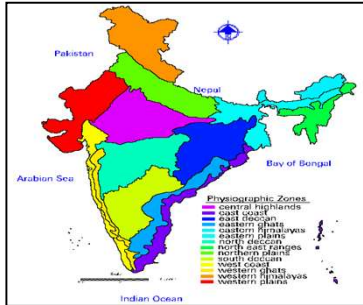 Pakistan
Nepal
Arabian Sea
Bay of Bengal
Physiographic Zones
central highlands
east coast
east deccan
eastern ghats
eastern himalayas
eastern plains
north deccan
north east ranges
northern plains
south deccan
west coast
western ghats
western himalayas
western plains
Indian Ocean